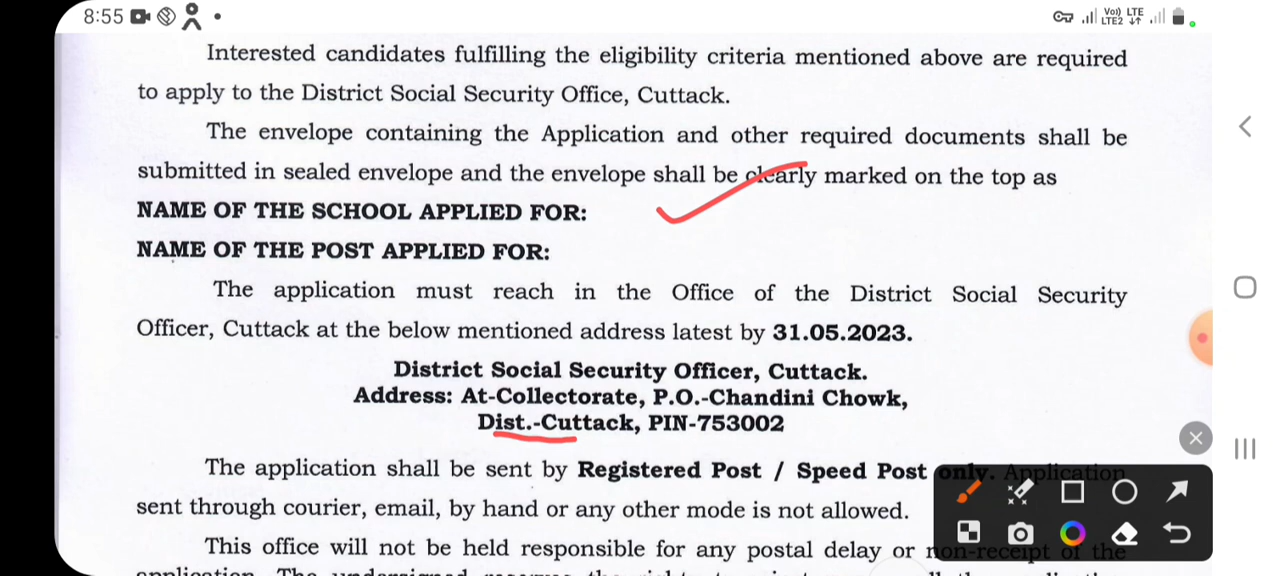 8:55
Vo)) LTE
LTE2 ↓↑
Interested candidates fulfilling the eligibility criteria mentioned above are required
to apply to the District Social Security Office, Cuttack.
The envelope containing the Application and other required documents shall be
submitted in sealed envelope and the envelope shall be clearly marked on the top as
NAME OF THE SCHOOL APPLIED FOR:
NAME OF THE POST APPLIED FOR:
The application must reach in the Office of the District Social Security
Officer, Cuttack at the below mentioned address latest by 31.05.2023.
District Social Security Officer, Cuttack.
Address: At-Collectorate, P.O.-Chandini Chowk,
Dist.-Cuttack, PIN-753002
The application shall be sent by Registered Post / Speed Post only. Application
sent through courier, email, by hand or any other mode is not allowed.
This office will not be held responsible for any postal delay or non-receipt of the